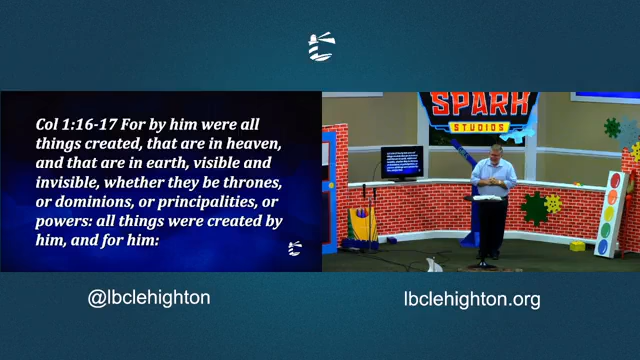 Col 1:16-17 For by him were all
things created, that are in heaven,
and that are in earth, visible and
invisible, whether they be thrones,
or dominions, or principalities, or
powers: all things were created by
him, and for him:
SPARK
STUDIOS
@lbclehighton
lbclehighton.org